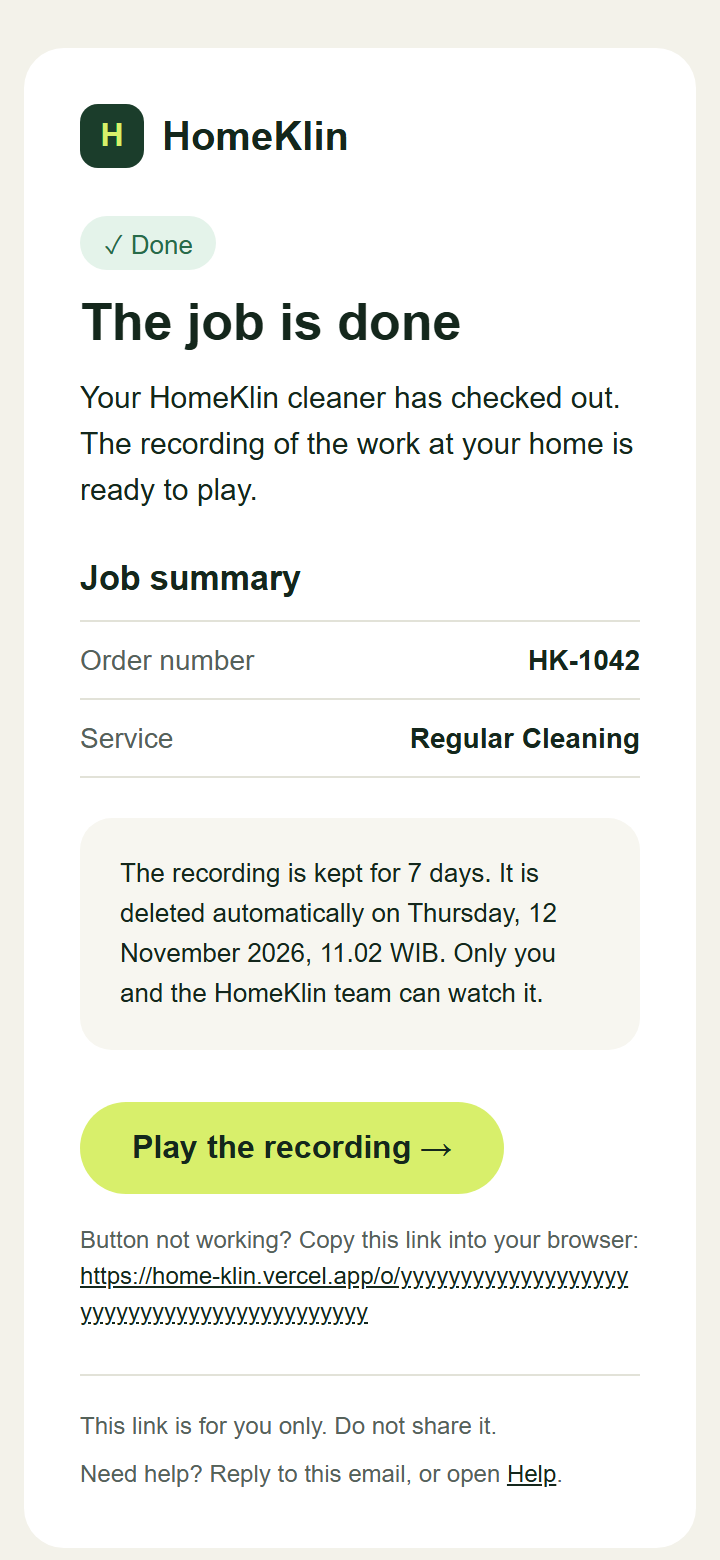 H
HomeKlin
✓ Done
The job is done
Your HomeKlin cleaner has checked out.
The recording of the work at your home is
ready to play.
Job summary
Order number HK-1042
Service Regular Cleaning
The recording is kept for 7 days. It is
deleted automatically on Thursday, 12
November 2026, 11.02 WIB. Only you
and the HomeKlin team can watch it.
Play the recording →
Button not working? Copy this link into your browser:
https://home-klin.vercel.app/o/yyyyyyyyyyyyyyyyyyy
yyyyyyyyyyyyyyyyyyyyyyyy
This link is for you only. Do not share it.
Need help? Reply to this email, or open Help.